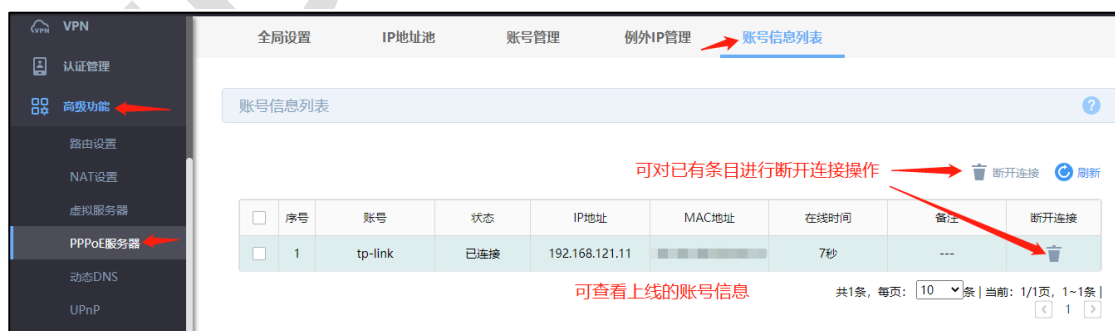 VPN
认证管理
高级功能
路由设置
NAT设置
虚拟服务器
PPPoE服务器
动态DNS
UPnP
全局设置 IP地址池 账号管理 例外IP管理 账号信息列表
账号信息列表
可对已有条目进行断开连接操作 断开连接 刷新
序号 账号 状态 IP地址 MAC地址 在线时间 备注 断开连接
1 tp-link 已连接 192.168.121.11 7秒 ---
可查看上线的账号信息
共1条，每页： 10 条 | 当前：1/1页，1~1条 |
< 1 >